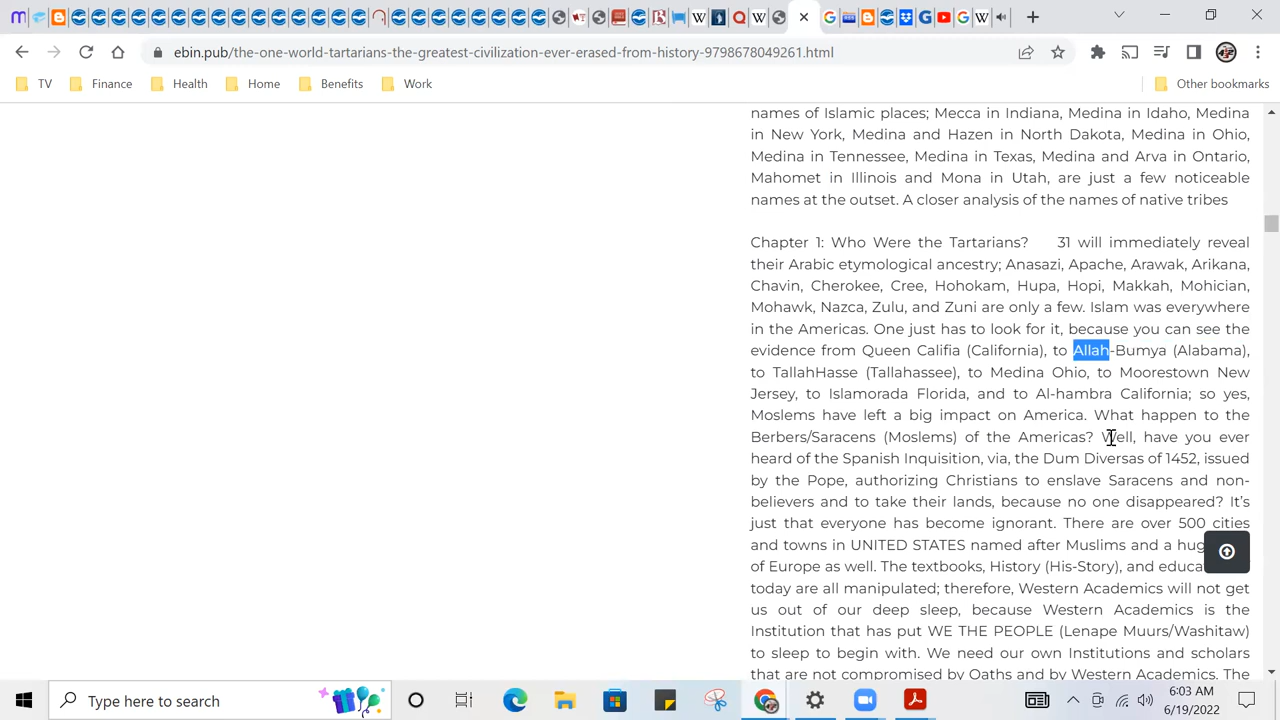 ebin.pub/the-one-world-tartarians-the-greatest-civilization-ever-erased-from-history-9798678049261.html
TV Finance Health Home Benefits Work Other bookmarks
names of Islamic places; Mecca in Indiana, Medina in Idaho, Medina
in New York, Medina and Hazen in North Dakota, Medina in Ohio,
Medina in Tennessee, Medina in Texas, Medina and Arva in Ontario,
Mahomet in Illinois and Mona in Utah, are just a few noticeable
names at the outset. A closer analysis of the names of native tribes
Chapter 1: Who Were the Tartarians? 31 will immediately reveal
their Arabic etymological ancestry; Anasazi, Apache, Arawak, Arikana,
Chavin, Cherokee, Cree, Hohokam, Hupa, Hopi, Makkah, Mohician,
Mohawk, Nazca, Zulu, and Zuni are only a few. Islam was everywhere
in the Americas. One just has to look for it, because you can see the
evidence from Queen Califia (California), to Allah-Bumya (Alabama),
to TallahHasse (Tallahassee), to Medina Ohio, to Moorestown New
Jersey, to Islamorada Florida, and to Al-hambra California; so yes,
Moslems have left a big impact on America. What happen to the
Berbers/Saracens (Moslems) of the Americas? Well, have you ever
heard of the Spanish Inquisition, via, the Dum Diversas of 1452, issued
by the Pope, authorizing Christians to enslave Saracens and non-
believers and to take their lands, because no one disappeared? It's
just that everyone has become ignorant. There are over 500 cities
and towns in UNITED STATES named after Muslims and a hug
of Europe as well. The textbooks, History (His-Story), and educa
today are all manipulated; therefore, Western Academics will not get
us out of our deep sleep, because Western Academics is the
Institution that has put WE THE PEOPLE (Lenape Muurs/Washitaw)
to sleep to begin with. We need our own Institutions and scholars
that are not compromised by Oaths and by Western Academics. The
Type here to search
6:03 AM
6/19/2022